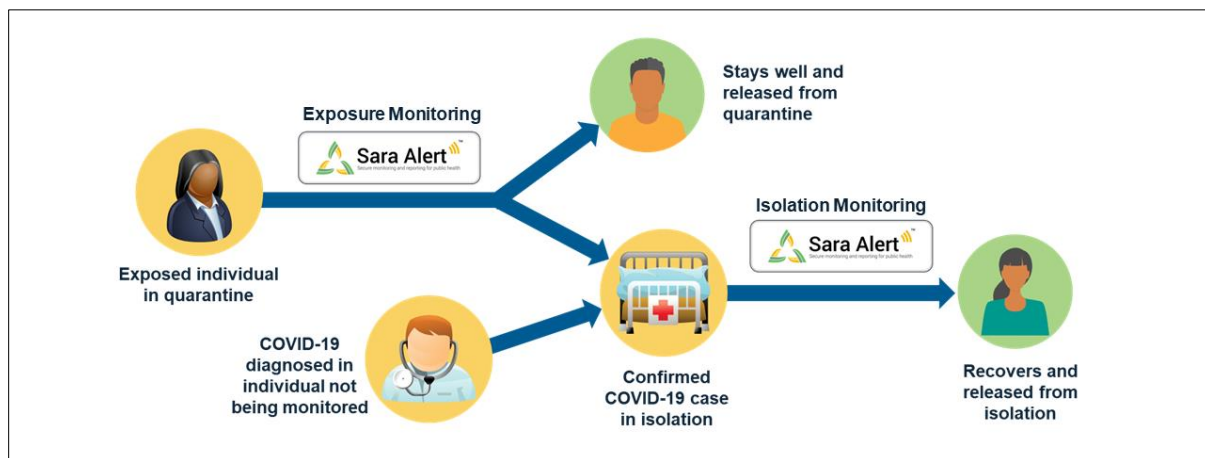 Exposure Monitoring
Sara Alert™
Secure monitoring and reporting for public health
Stays well and
released from
quarantine
Exposed individual
in quarantine
Isolation Monitoring
Sara Alert™
Secure monitoring and reporting for public health
COVID-19
diagnosed in
individual not
being monitored
Confirmed
COVID-19 case
in isolation
Recovers and
released from
isolation